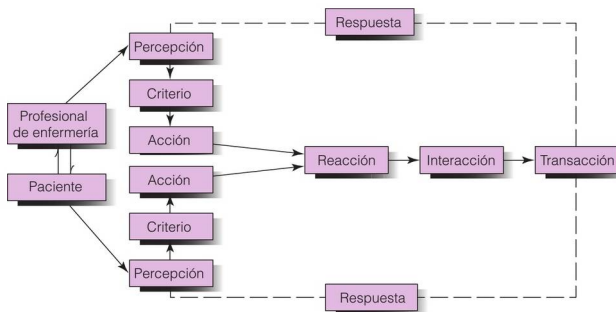 Respuesta
Percepción
Criterio
Profesional
de enfermería
Acción
Reacción
Interacción
Transacción
Paciente
Acción
Criterio
Percepción
Respuesta